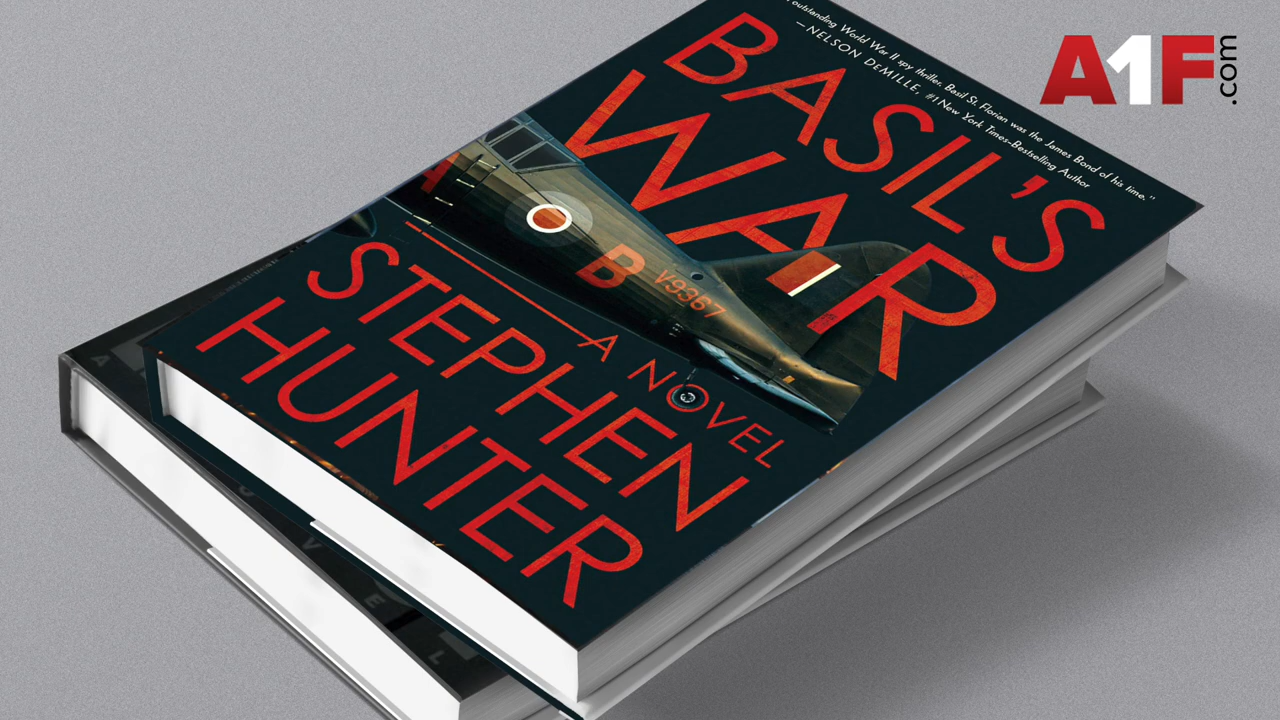 outstanding World War II spy thriller. Basil St. Florian was the James Bond of his time."
—NELSON DEMILLE, #1 New York Times–Bestselling Author
BASIL'S
WAR
A
B
V9367
A NOVEL
STEPHEN
HUNTER
A1F.com
A
V
E
L